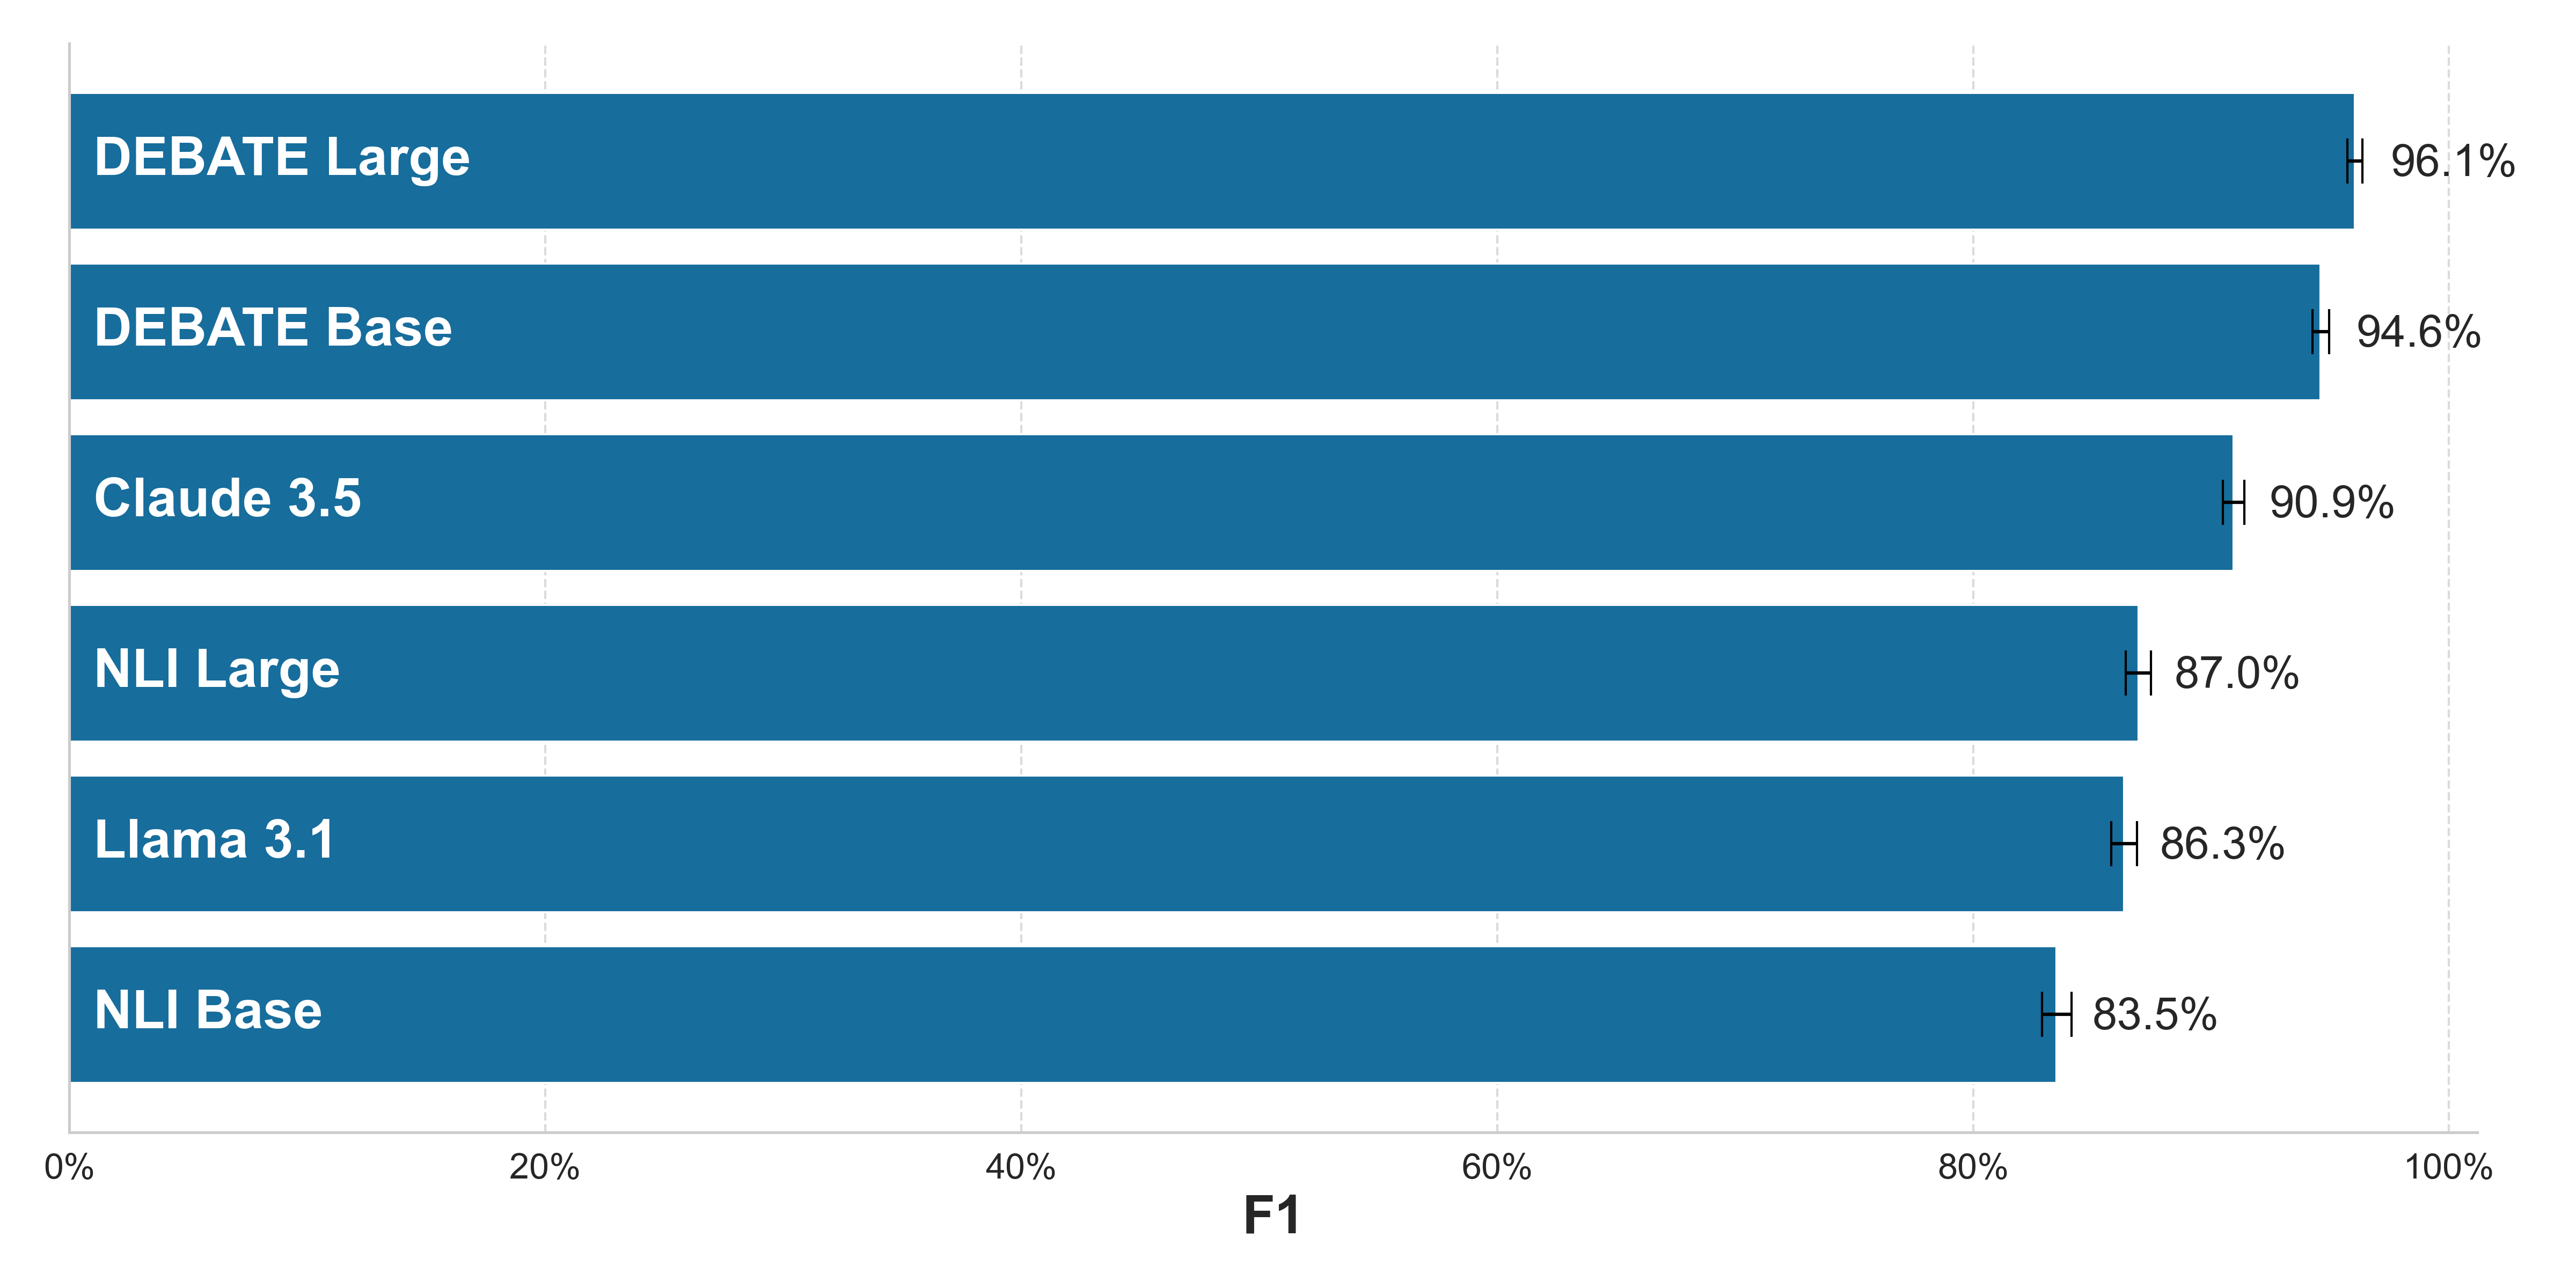 DEBATE Large 96.1%
DEBATE Base 94.6%
Claude 3.5 90.9%
NLI Large 87.0%
Llama 3.1 86.3%
NLI Base 83.5%
0% 20% 40% 60% 80% 100%
F1